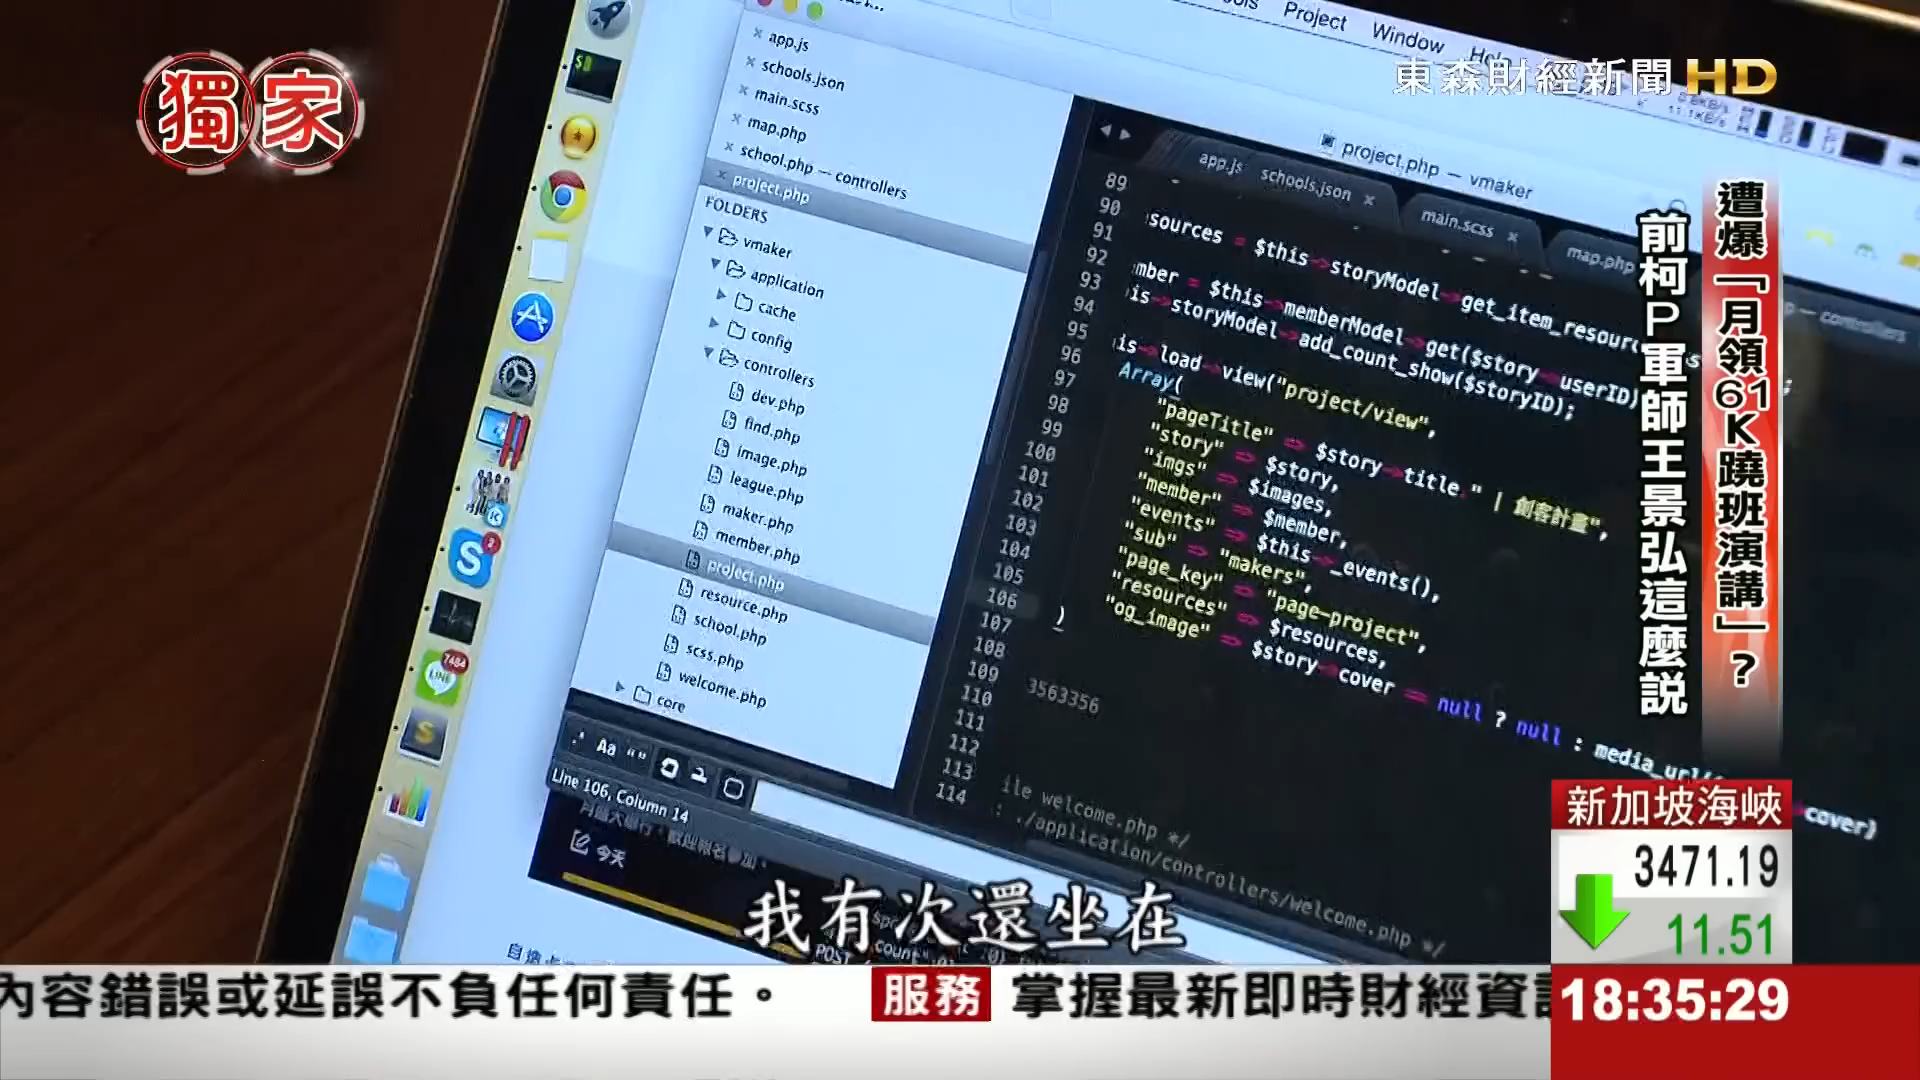 獨家
東森財經新聞HD
遭爆「月領61K蹺班演講」?
前柯P軍師王景弘這麼説
Project Window
app.js
schools.json
main.scss
map.php
school.php — controllers
project.php
FOLDERS
vmaker
application
cache
config
controllers
dev.php
find.php
image.php
league.php
maker.php
member.php
project.php
resource.php
school.php
scss.php
welcome.php
core
project.php — vmaker
app.js schools.json main.scss map.php
89
90
91
92
93
94
95
96
97
98
99
100
101
102
103
104
105
106
107
108
109
110
111
112
113
114
sources = $this->storyModel->get_item_resourc
mber = $this->memberModel->get($story->userID)
is->storyModel->add_count_show($storyID);
is->load->view("project/view",
Array(
"pageTitle" => $story->title." | 創客計畫",
"story" => $story,
"imgs" => $images,
"member" => $member,
"events" => $this->_events(),
"sub" => "makers",
"page_key" => "page-project",
"resources" => $resources,
"og_image" => $story->cover == null ? null : media_url(
cover)
)
3563356
ile welcome.php */
: ./application/controllers/welcome.php */
Line 106, Column 14
今天
我有次還坐在
新加坡海峽
3471.19
11.51
內容錯誤或延誤不負任何責任。 服務 掌握最新即時財經資訊
18:35:29